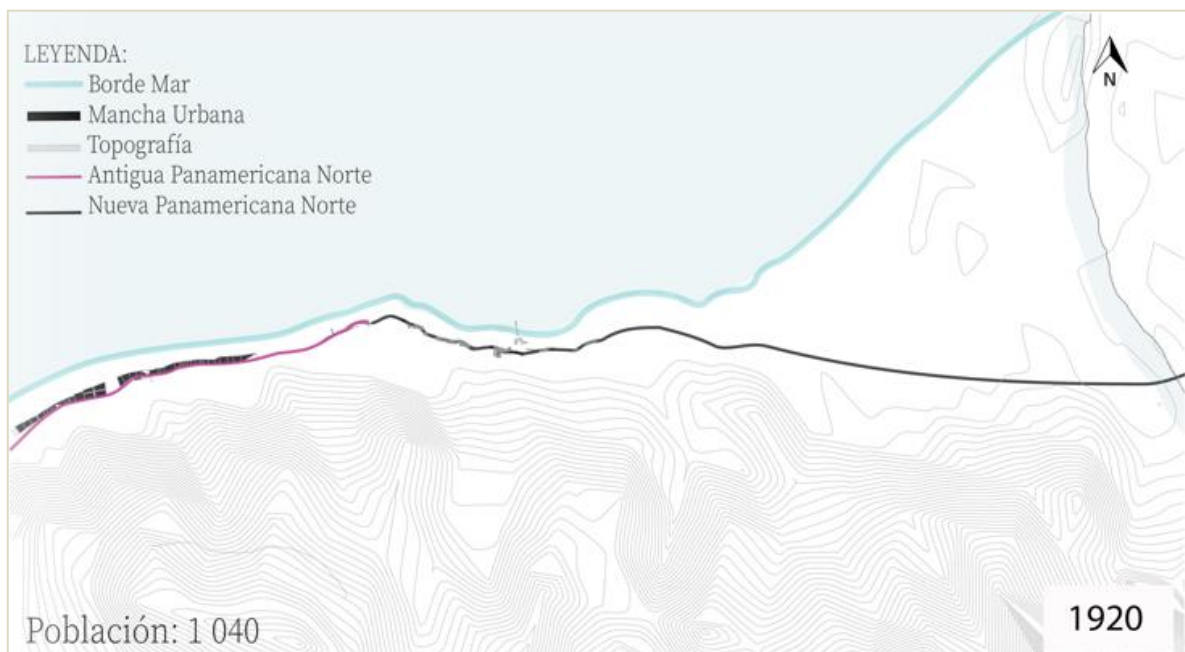 LEYENDA:
Borde Mar
Mancha Urbana
Topografía
Antigua Panamericana Norte
Nueva Panamericana Norte
N
Población: 1 040
1920